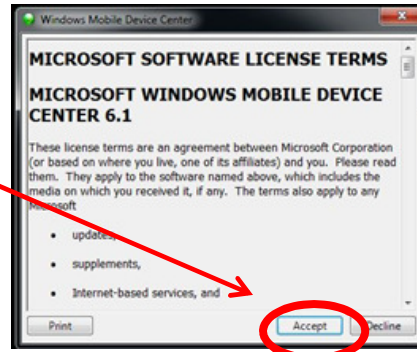 Windows Mobile Device Center
MICROSOFT SOFTWARE LICENSE TERMS
MICROSOFT WINDOWS MOBILE DEVICE
CENTER 6.1
These license terms are an agreement between Microsoft Corporation
(or based on where you live, one of its affiliates) and you.  Please read
them.  They apply to the software named above, which includes the
media on which you received it, if any.  The terms also apply to any
Microsoft
• updates,
• supplements,
• Internet-based services, and
Print Accept Decline